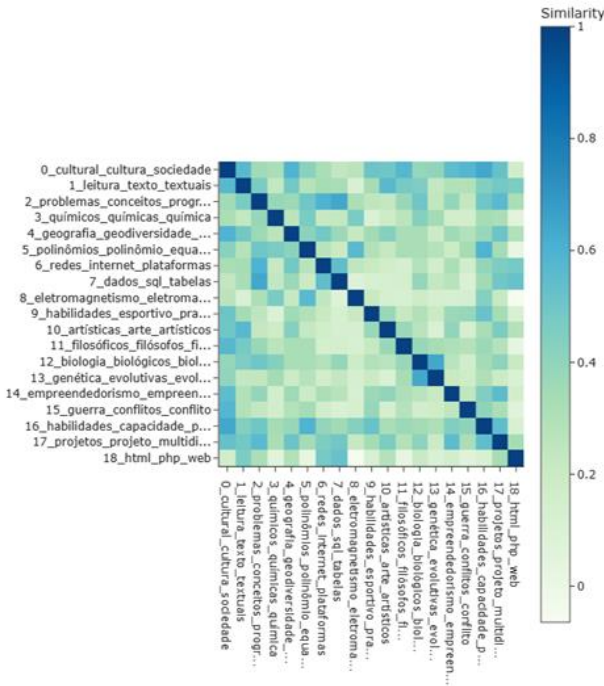 Similarity
1
0.8
0.6
0.4
0.2
0
0_cultural_cultura_sociedade
1_leitura_texto_textuais
2_problemas_conceitos_progr...
3_químicos_químicas_química
4_geografia_geodiversidade_...
5_polinômios_polinômio_equa...
6_redes_internet_plataformas
7_dados_sql_tabelas
8_eletromagnetismo_eletroma...
9_habilidades_esportivo_pra...
10_artísticas_arte_artísticos
11_filosóficos_filósofos_fi...
12_biologia_biológicos_biol...
13_genética_evolutivas_evol...
14_empreendedorismo_empreen...
15_guerra_conflitos_conflito
16_habilidades_capacidade_p...
17_projetos_projeto_multidi...
18_html_php_web
0_cultural_cultura_sociedade
1_leitura_texto_textuais
2_problemas_conceitos_progr...
3_químicos_químicas_química
4_geografia_geodiversidade_...
5_polinômios_polinômio_equa...
6_redes_internet_plataformas
7_dados_sql_tabelas
8_eletromagnetismo_eletroma...
9_habilidades_esportivo_pra...
10_artísticas_arte_artísticos
11_filosóficos_filósofos_fi...
12_biologia_biológicos_biol...
13_genética_evolutivas_evol...
14_empreendedorismo_empreen...
15_guerra_conflitos_conflito
16_habilidades_capacidade_p...
17_projetos_projeto_multidi...
18_html_php_web